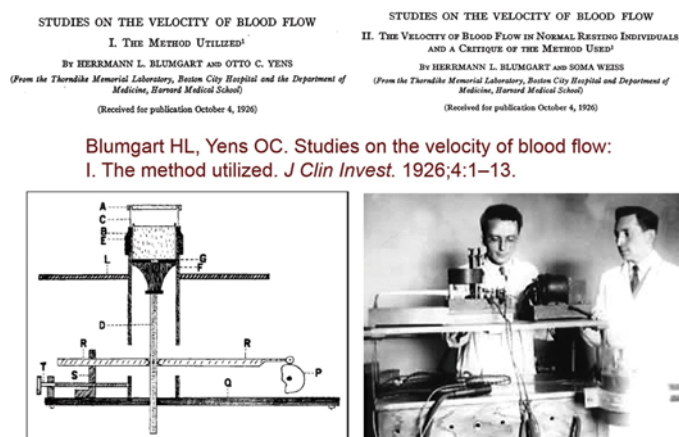 STUDIES ON THE VELOCITY OF BLOOD FLOW
I. The Method Utilized¹
By HERRMANN L. BLUMGART AND OTTO C. YENS
(From the Thorndike Memorial Laboratory, Boston City Hospital and the Department of
Medicine, Harvard Medical School)
(Received for publication October 4, 1926)
STUDIES ON THE VELOCITY OF BLOOD FLOW
II. The Velocity of Blood Flow in Normal Resting Individuals,
and a Critique of the Method Used¹
By HERRMANN L. BLUMGART AND SOMA WEISS
(From the Thorndike Memorial Laboratory, Boston City Hospital and Department of
Medicine, Harvard Medical School)
(Received for publication October 4, 1926)
Blumgart HL, Yens OC. Studies on the velocity of blood flow:
I. The method utilized. J Clin Invest. 1926;4:1–13.
A
C
B
E
G
L F
D
R R
T S P
Q